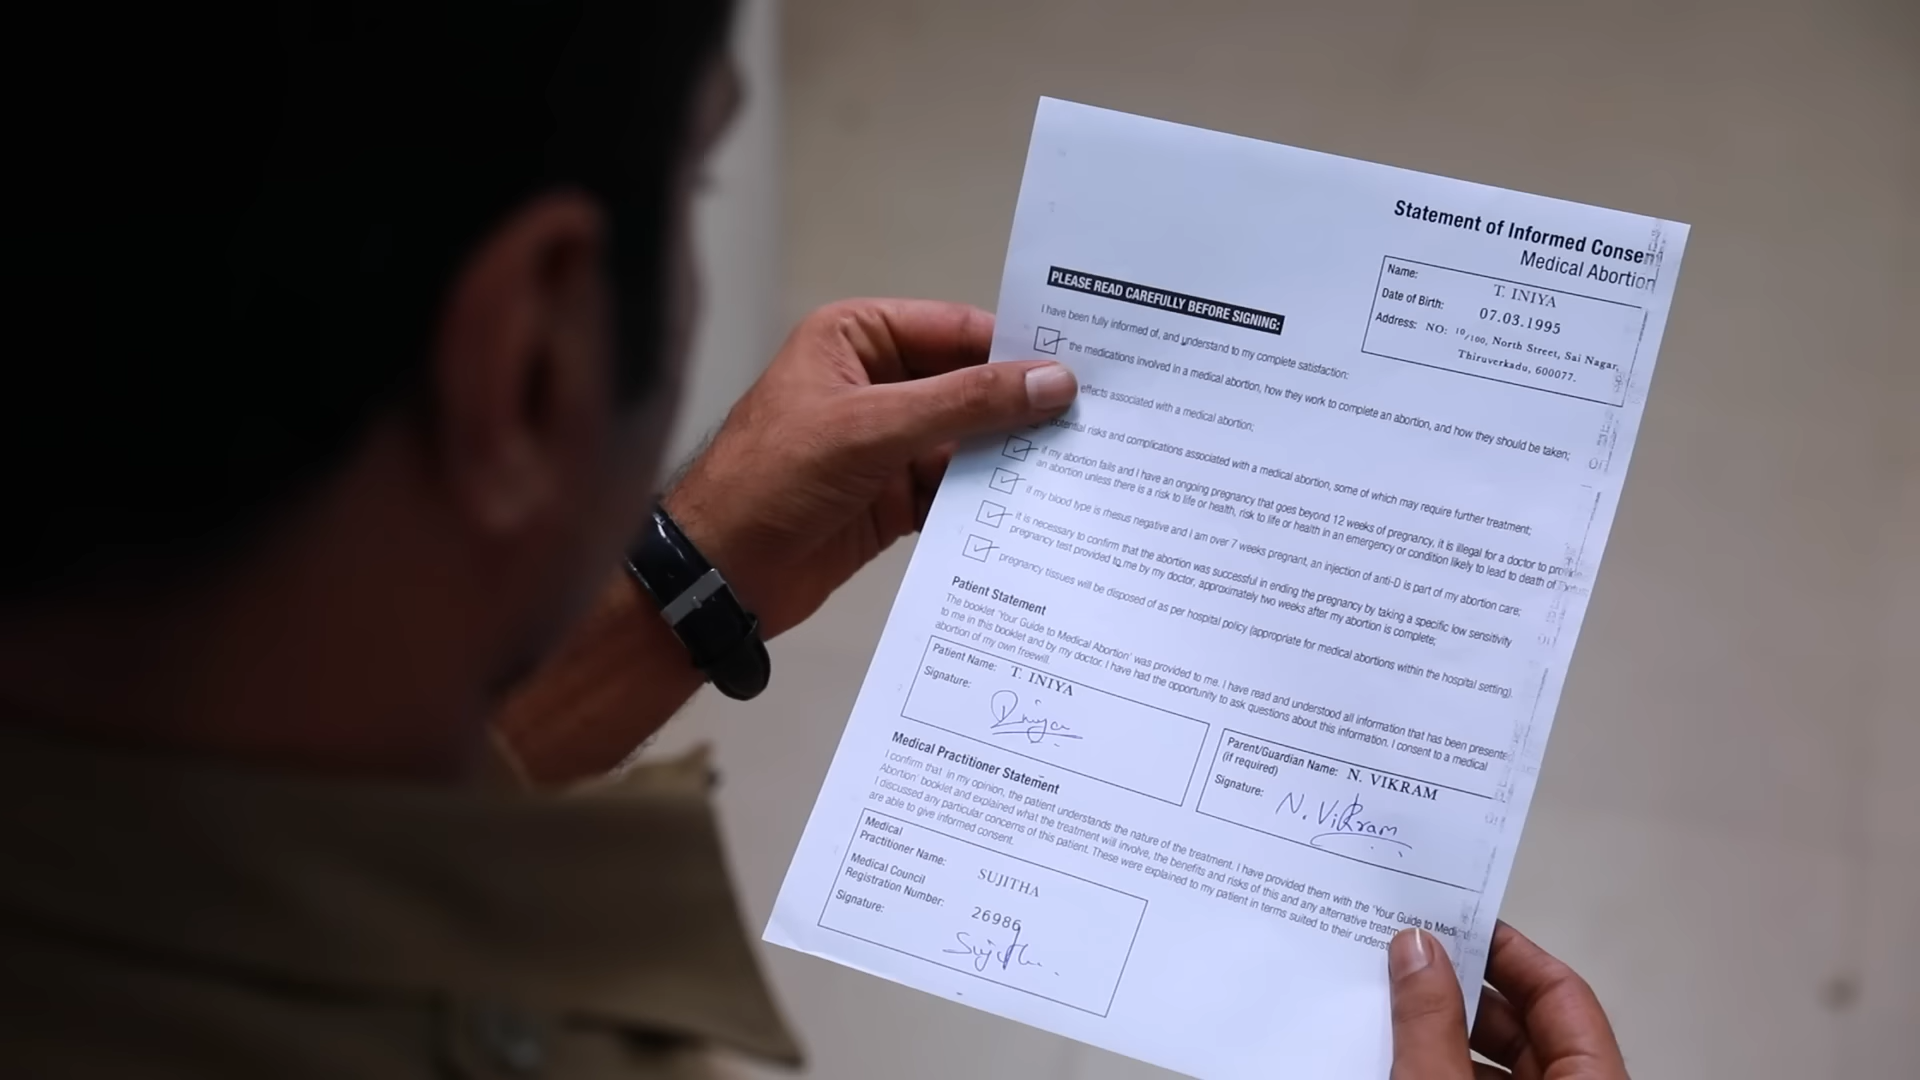 Statement of Informed Consen
Medical Abortion
Name: T. INIYA
Date of Birth: 07.03.1995
Address: NO: 10/100, North Street, Sai Nagar,
Thiruverkadu, 600077.
PLEASE READ CAREFULLY BEFORE SIGNING:
I have been fully informed of, and understand to my complete satisfaction:
the medications involved in a medical abortion, how they work to complete an abortion, and how they should be taken;
effects associated with a medical abortion;
potential risks and complications associated with a medical abortion, some of which may require further treatment;
if my abortion fails and I have an ongoing pregnancy that goes beyond 12 weeks of pregnancy, it is illegal for a doctor to
an abortion unless there is a risk to life or health, risk to life or health in an emergency or condition likely to lead to death of
if my blood type is rhesus negative and I am over 7 weeks pregnant, an injection of anti-D is part of my abortion care;
it is necessary to confirm that the abortion was successful in ending the pregnancy by taking a specific low sensitivity
pregnancy test provided to me by my doctor, approximately two weeks after my abortion is complete;
pregnancy tissues will be disposed of as per hospital policy (appropriate for medical abortions within the hospital setting).
Patient Statement
The booklet 'Your Guide to Medical Abortion' was provided to me. I have read and understood all information that has been presented
to me in this booklet and by my doctor. I have had the opportunity to ask questions about this information. I consent to a medical
abortion of my own freewill.
Patient Name: T. INIYA
Signature: Iniya
Parent/Guardian Name: N. VIKRAM
(if required)
Signature: N. Vikram
Medical Practitioner Statement
I confirm that in my opinion, the patient understands the nature of the treatment. I have provided them with the 'Your Guide to Medical
Abortion' booklet and explained what the treatment will involve, the benefits and risks of this and any alternative
I discussed any particular concerns of this patient. These were explained to my patient in terms suited to their
are able to give informed consent.
Medical
Practitioner Name: SUJITHA
Medical Council
Registration Number: 26986
Signature: Sujitha